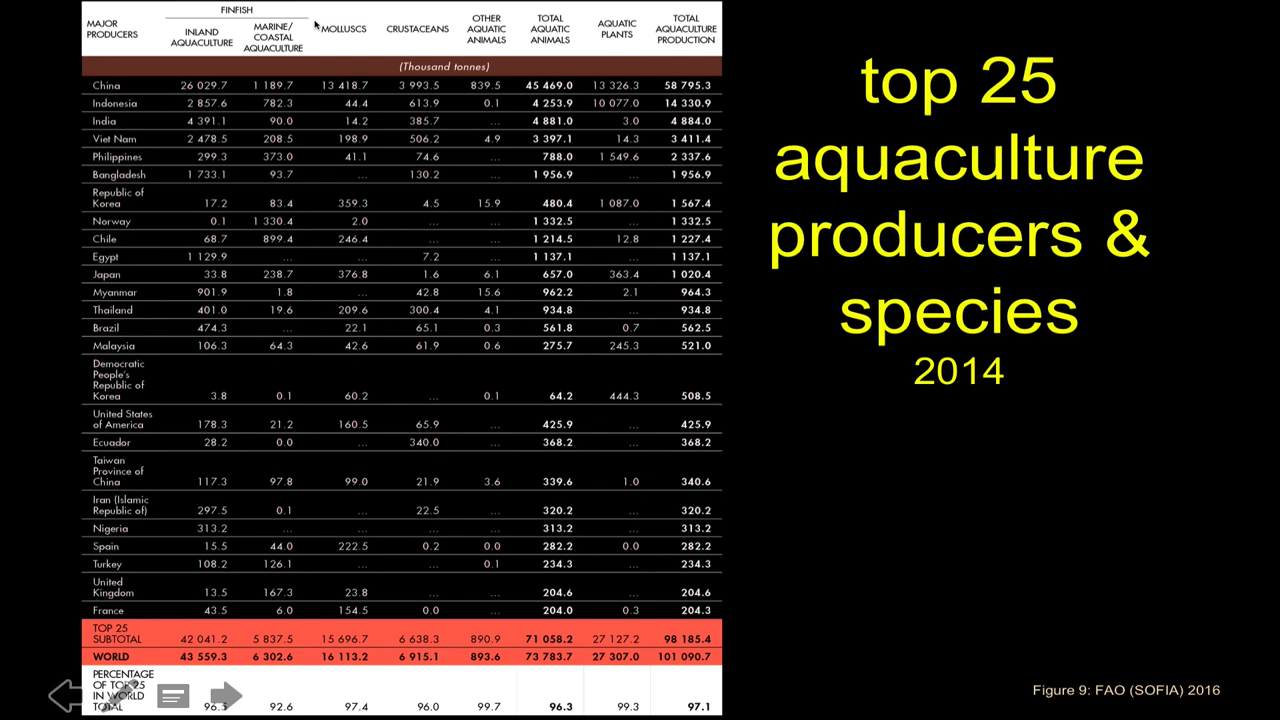 FINFISH
MAJOR PRODUCERS INLAND AQUACULTURE MARINE/ COASTAL AQUACULTURE MOLLUSCS CRUSTACEANS OTHER AQUATIC ANIMALS TOTAL AQUATIC ANIMALS AQUATIC PLANTS TOTAL AQUACULTURE PRODUCTION
(Thousand tonnes)
China 26 029.7 1 189.7 13 418.7 3 993.5 839.5 45 469.0 13 326.3 58 795.3
Indonesia 2 857.6 782.3 44.4 613.9 0.1 4 253.9 10 077.0 14 330.9
India 4 391.1 90.0 14.2 385.7 ... 4 881.0 3.0 4 884.0
Viet Nam 2 478.5 208.5 198.9 506.2 4.9 3 397.1 14.3 3 411.4
Philippines 299.3 373.0 41.1 74.6 ... 788.0 1 549.6 2 337.6
Bangladesh 1 733.1 93.7 ... 130.2 ... 1 956.9 ... 1 956.9
Republic of
Korea 17.2 83.4 359.3 4.5 15.9 480.4 1 087.0 1 567.4
Norway 0.1 1 330.4 2.0 ... ... 1 332.5 ... 1 332.5
Chile 68.7 899.4 246.4 ... ... 1 214.5 12.8 1 227.4
Egypt 1 129.9 ... ... 7.2 ... 1 137.1 ... 1 137.1
Japan 33.8 238.7 376.8 1.6 6.1 657.0 363.4 1 020.4
Myanmar 901.9 1.8 ... 42.8 15.6 962.2 2.1 964.3
Thailand 401.0 19.6 209.6 300.4 4.1 934.8 ... 934.8
Brazil 474.3 ... 22.1 65.1 0.3 561.8 0.7 562.5
Malaysia 106.3 64.3 42.6 61.9 0.6 275.7 245.3 521.0
Democratic
People's
Republic of
Korea 3.8 0.1 60.2 ... 0.1 64.2 444.3 508.5
United States
of America 178.3 21.2 160.5 65.9 ... 425.9 ... 425.9
Ecuador 28.2 0.0 ... 340.0 ... 368.2 ... 368.2
Taiwan
Province of
China 117.3 97.8 99.0 21.9 3.6 339.6 1.0 340.6
Iran (Islamic
Republic of) 297.5 0.1 ... 22.5 ... 320.2 ... 320.2
Nigeria 313.2 ... ... ... ... 313.2 ... 313.2
Spain 15.5 44.0 222.5 0.2 0.0 282.2 0.0 282.2
Turkey 108.2 126.1 ... ... 0.1 234.3 ... 234.3
United
Kingdom 13.5 167.3 23.8 ... ... 204.6 ... 204.6
France 43.5 6.0 154.5 0.0 ... 204.0 0.3 204.3
TOP 25
SUBTOTAL 42 041.2 5 837.5 15 696.7 6 638.3 890.9 71 058.2 27 127.2 98 185.4
WORLD 43 559.3 6 302.6 16 113.2 6 915.1 893.6 73 783.7 27 307.0 101 090.7
PERCENTAGE
OF TOP 25
IN WORLD
TOTAL 96.5 92.6 97.4 96.0 99.7 96.3 99.3 97.1
top 25
aquaculture
producers &
species
2014
Figure 9: FAO (SOFIA) 2016